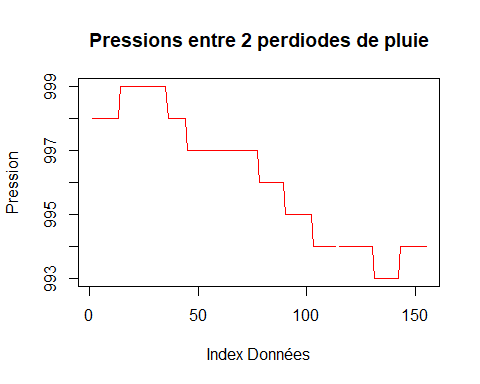 Pressions entre 2 perdiodes de pluie
999
997
995
993
Pression
0 50 100 150
Index Données